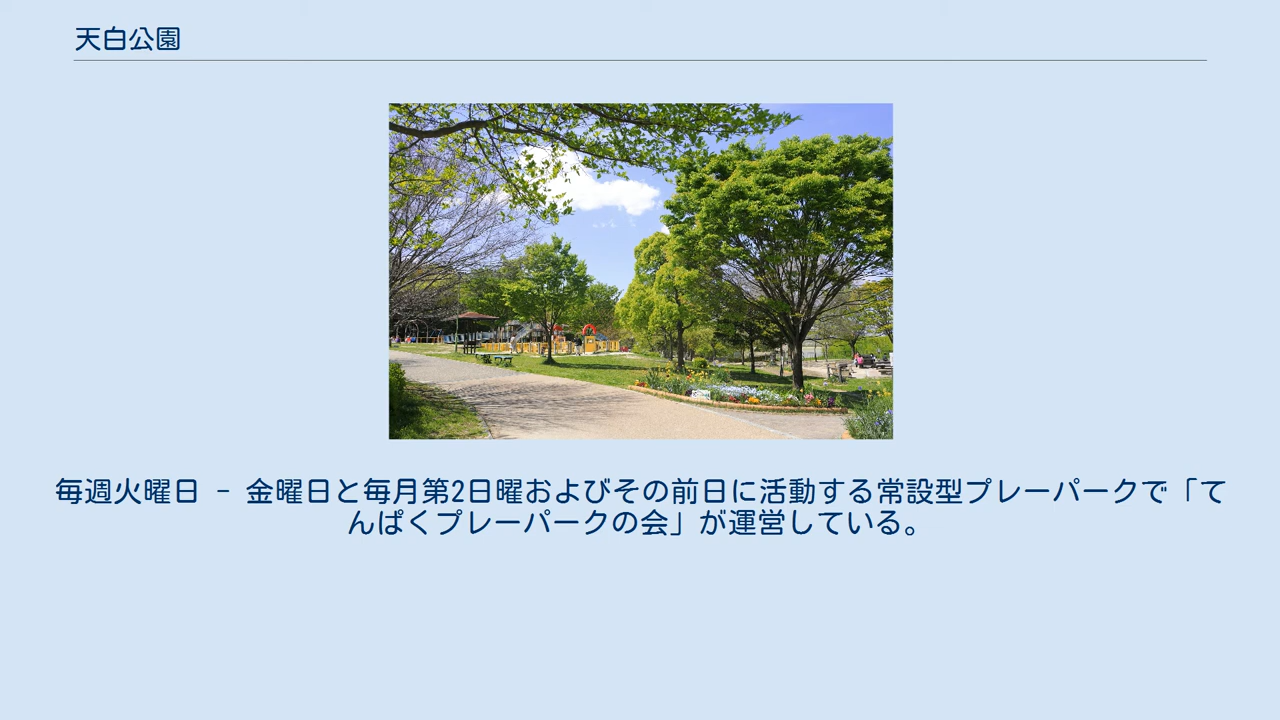 天白公園
毎週火曜日 - 金曜日と毎月第2日曜およびその前日に活動する常設型プレーパークで「て
んぱくプレーパークの会」が運営している。